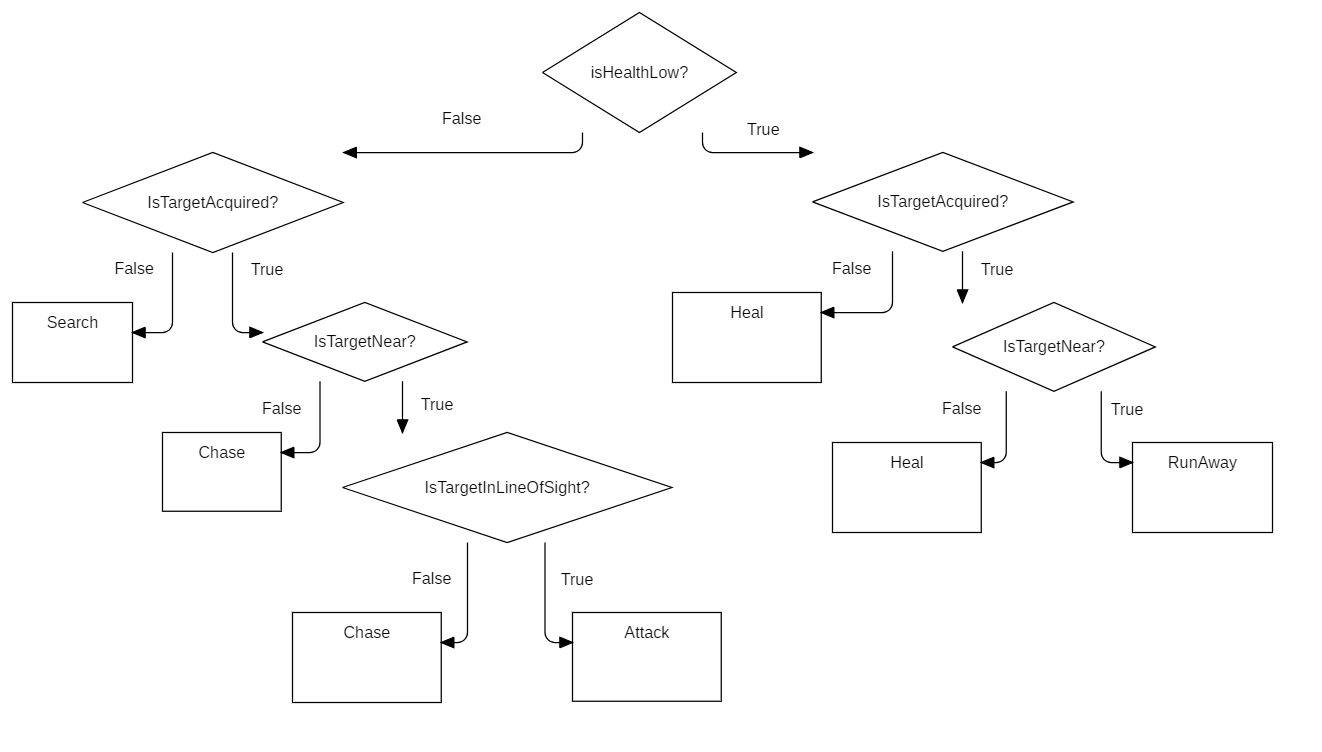 isHealthLow?
False
True
IsTargetAcquired?
IsTargetAcquired?
False
True
False
True
Search
Heal
IsTargetNear?
IsTargetNear?
False
True
False
True
Chase
Heal
RunAway
IsTargetInLineOfSight?
False
True
Chase
Attack